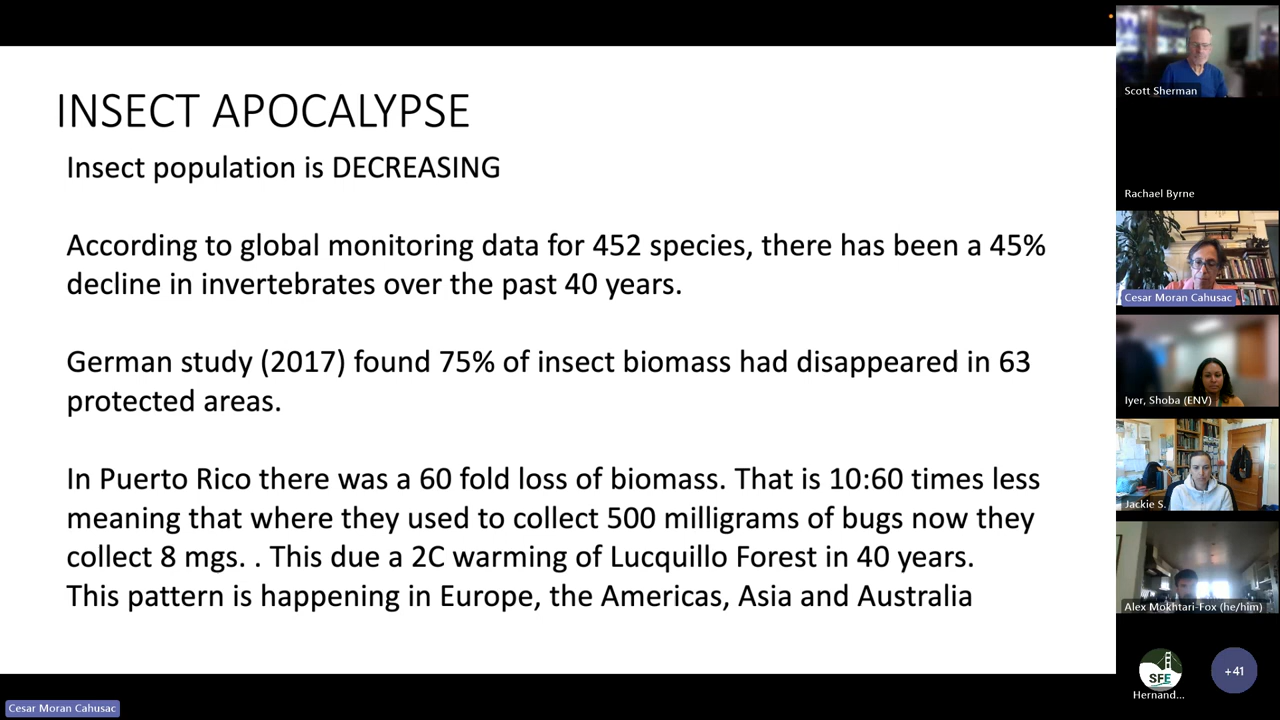 INSECT APOCALYPSE
Insect population is DECREASING
According to global monitoring data for 452 species, there has been a 45%
decline in invertebrates over the past 40 years.
German study (2017) found 75% of insect biomass had disappeared in 63
protected areas.
In Puerto Rico there was a 60 fold loss of biomass. That is 10:60 times less
meaning that where they used to collect 500 milligrams of bugs now they
collect 8 mgs. . This due a 2C warming of Lucquillo Forest in 40 years.
This pattern is happening in Europe, the Americas, Asia and Australia
Cesar Moran Cahusac
Scott Sherman
Rachael Byrne
Cesar Moran Cahusac
Iyer, Shoba (ENV)
Jackie S.
Alex Mokhtari-Fox (he/him)
SFE
Hernand...
+41